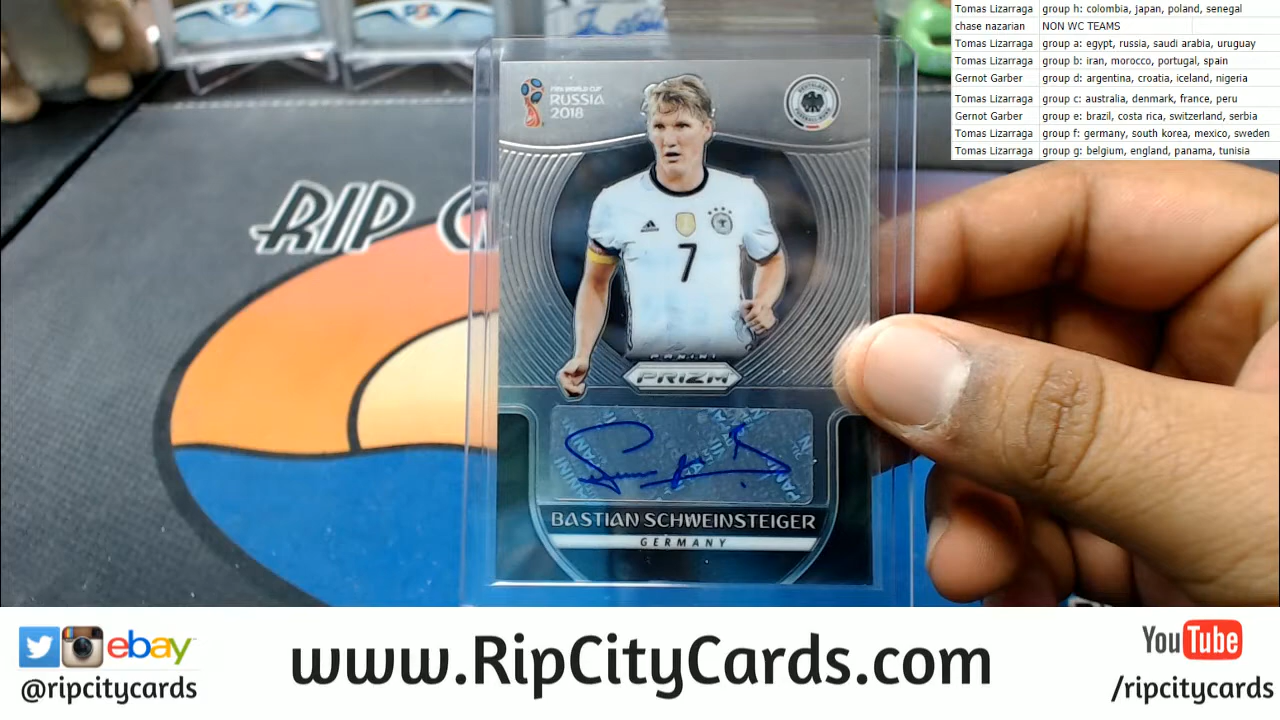 Tomas Lizarraga group h: colombia, japan, poland, senegal
chase nazarian NON WC TEAMS
Tomas Lizarraga group a: egypt, russia, saudi arabia, uruguay
Tomas Lizarraga group b: iran, morocco, portugal, spain
Gernot Garber group d: argentina, croatia, iceland, nigeria
Tomas Lizarraga group c: australia, denmark, france, peru
Gernot Garber group e: brazil, costa rica, switzerland, serbia
Tomas Lizarraga group f: germany, south korea, mexico, sweden
Tomas Lizarraga group g: belgium, england, panama, tunisia
RIP C
FIFA WORLD CUP
RUSSIA
2018
7
PANINI
PRIZM
BASTIAN SCHWEINSTEIGER
GERMANY
ebay
@ripcitycards
www.RipCityCards.com
YouTube
/ripcitycards